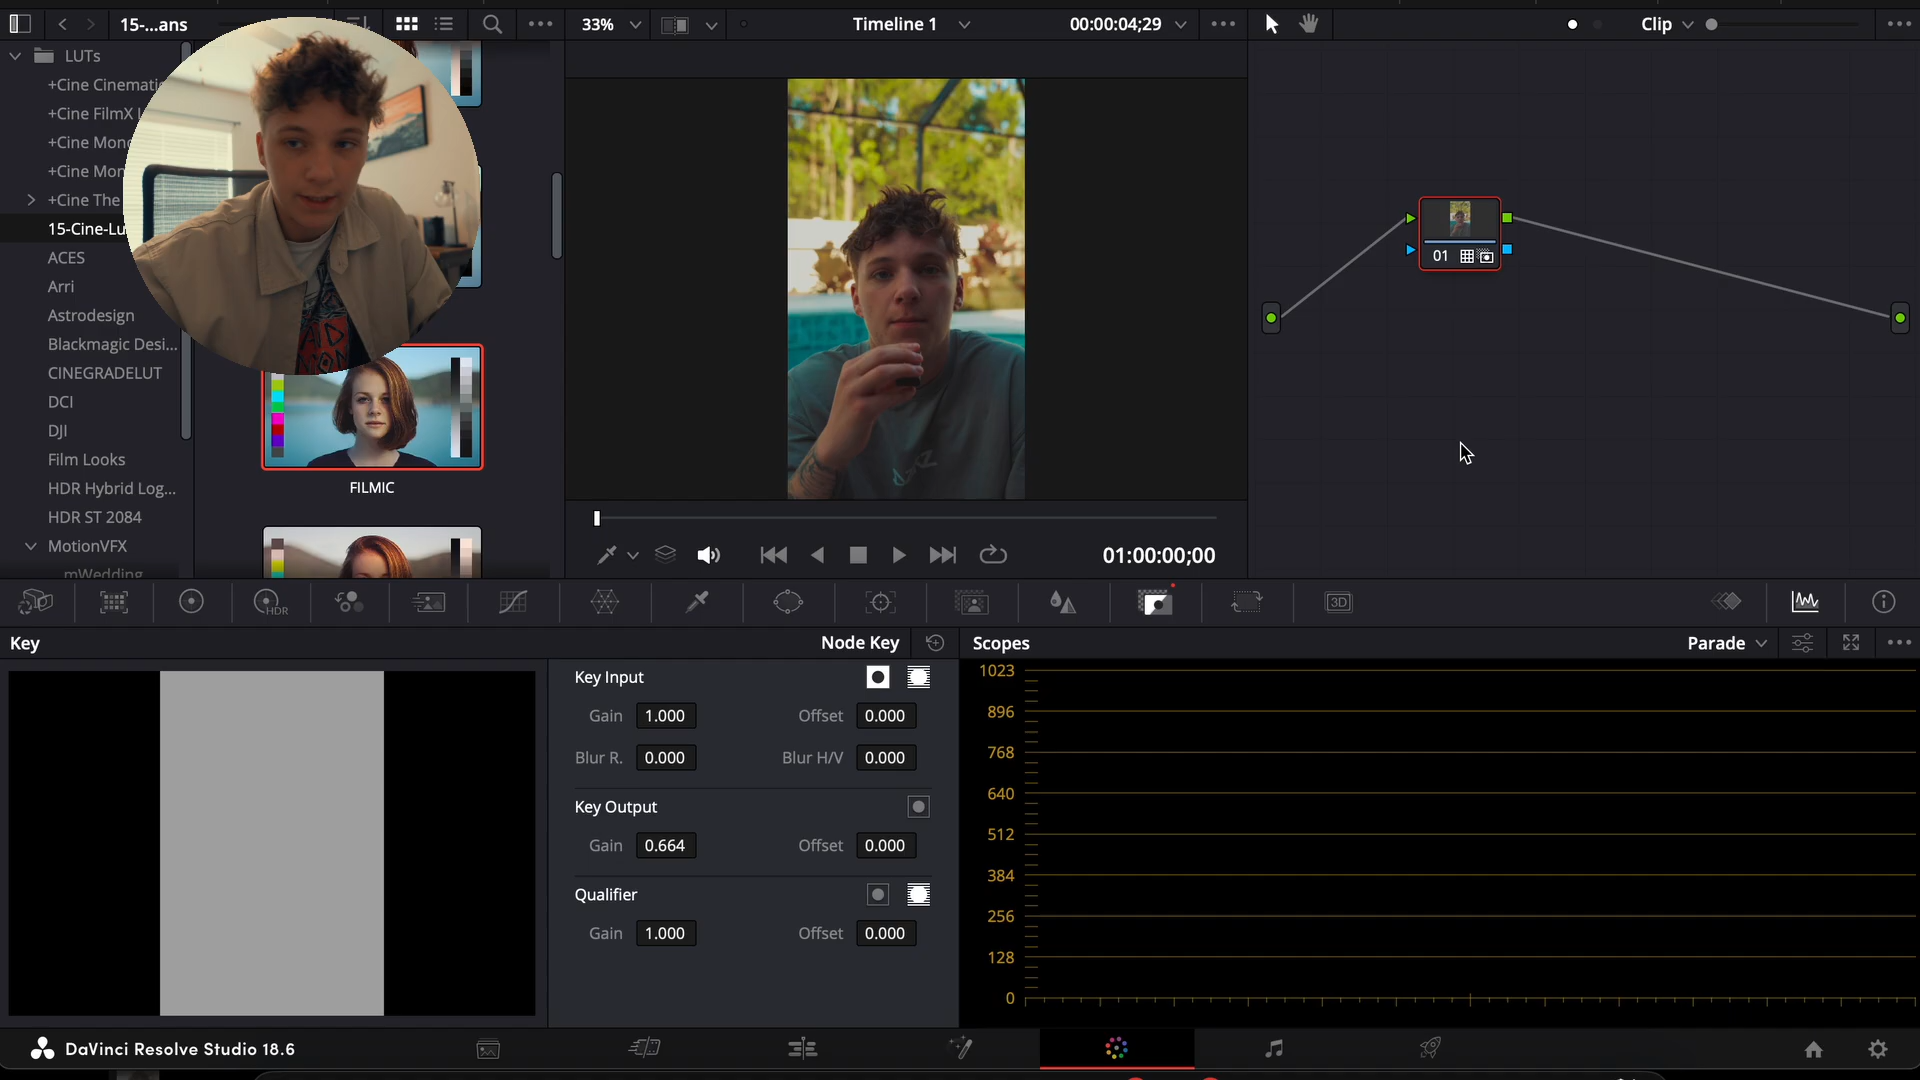 15-...ans
33%
Timeline 1
00:00:04;29
Clip
LUTs
+Cine Cinematic
+Cine FilmX
+Cine Mon
+Cine The
15-Cine-Lu
ACES
Arri
Astrodesign
Blackmagic Desi...
CINEGRADELUT
DCI
DJI
Film Looks
HDR Hybrid Log...
HDR ST 2084
MotionVFX
mWedding
FILMIC
01
01:00:00;00
HDR
3D
Key
Node Key
Key Input
Gain 1.000 Offset 0.000
Blur R. 0.000 Blur H/V 0.000
Key Output
Gain 0.664 Offset 0.000
Qualifier
Gain 1.000 Offset 0.000
Scopes
Parade
1023
896
768
640
512
384
256
128
0
DaVinci Resolve Studio 18.6